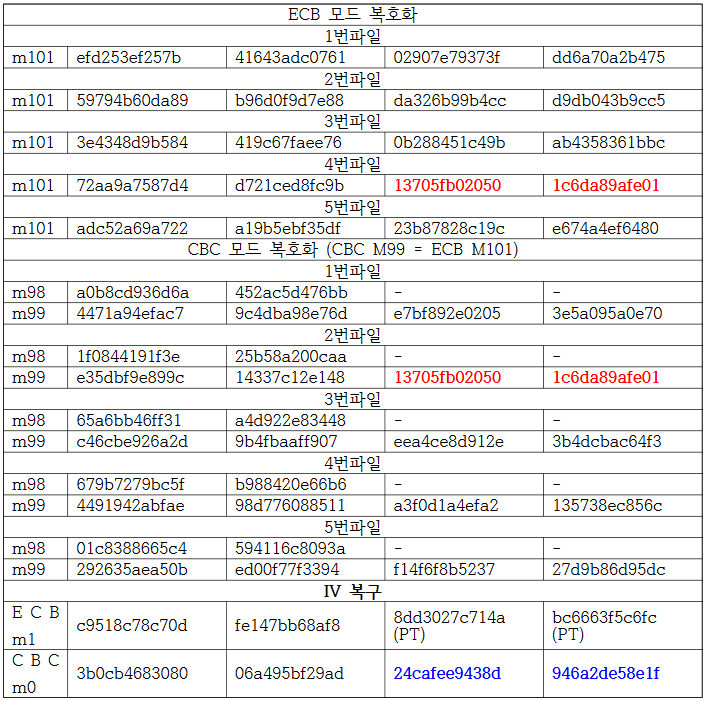 ECB 모드 복호화
1번파일
m101 efd253ef257b 41643adc0761 02907e79373f dd6a70a2b475
2번파일
m101 59794b60da89 b96d0f9d7e88 da326b99b4cc d9db043b9cc5
3번파일
m101 3e4348d9b584 419c67faee76 0b288451c49b ab4358361bbc
4번파일
m101 72aa9a7587d4 d721ced8fc9b 13705fb02050 1c6da89afe01
5번파일
m101 adc52a69a722 a19b5ebf35df 23b87828c19c e674a4ef6480
CBC 모드 복호화 (CBC M99 = ECB M101)
1번파일
m98 a0b8cd936d6a 452ac5d476bb - -
m99 4471a94efac7 9c4dba98e76d e7bf892e0205 3e5a095a0e70
2번파일
m98 1f0844191f3e 25b58a200caa - -
m99 e35dbf9e899c 14337c12e148 13705fb02050 1c6da89afe01
3번파일
m98 65a6bb46ff31 a4d922e83448 - -
m99 c46cbe926a2d 9b4fbaaff907 eea4ce8d912e 3b4dcbac64f3
4번파일
m98 679b7279bc5f b988420e66b6 - -
m99 4491942abfae 98d776088511 a3f0d1a4efa2 135738ec856c
5번파일
m98 01c8388665c4 594116c8093a - -
m99 292635aea50b ed00f77f3394 f14f6f8b5237 27d9b86d95dc
IV 복구
E C B m1 c9518c78c70d fe147bb68af8 8dd3027c714a (PT) bc6663f5c6fc (PT)
C B C m0 3b0cb4683080 06a495bf29ad 24cafee9438d 946a2de58e1f